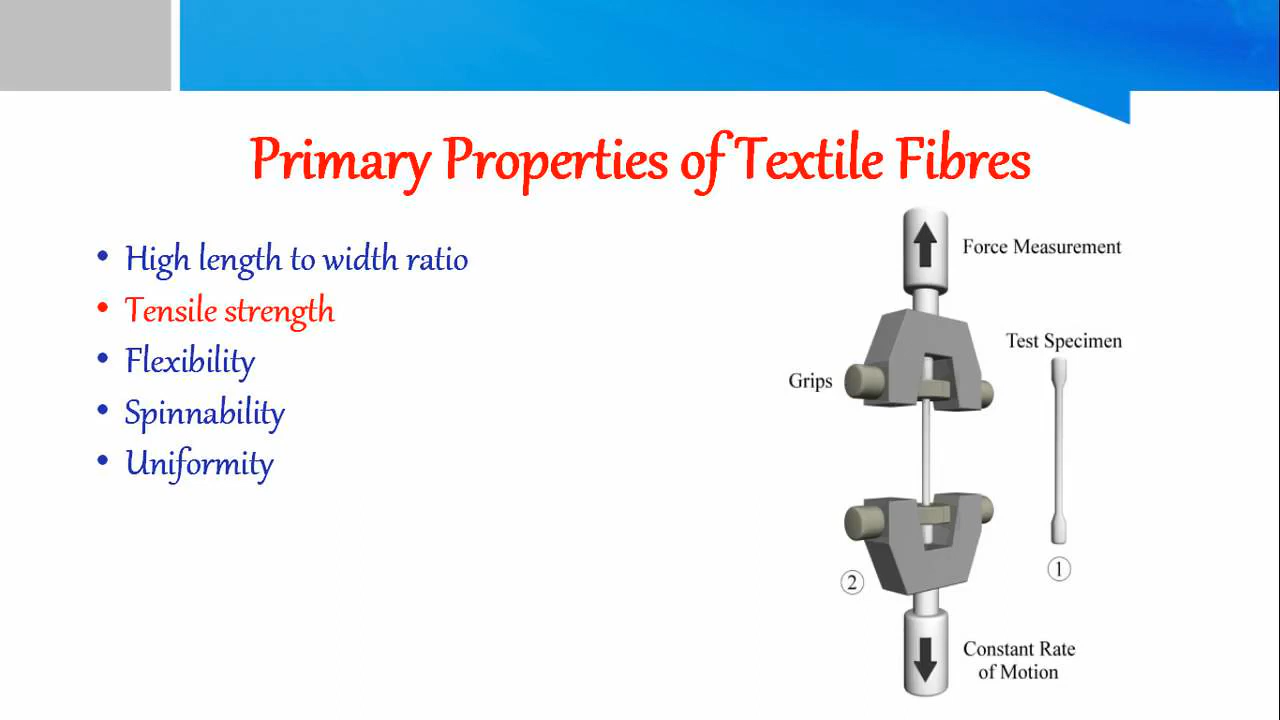 Primary Properties of Textile Fibres
• High length to width ratio
• Tensile strength
• Flexibility
• Spinnability
• Uniformity
Force Measurement
Test Specimen
Grips
①
②
Constant Rate
of Motion